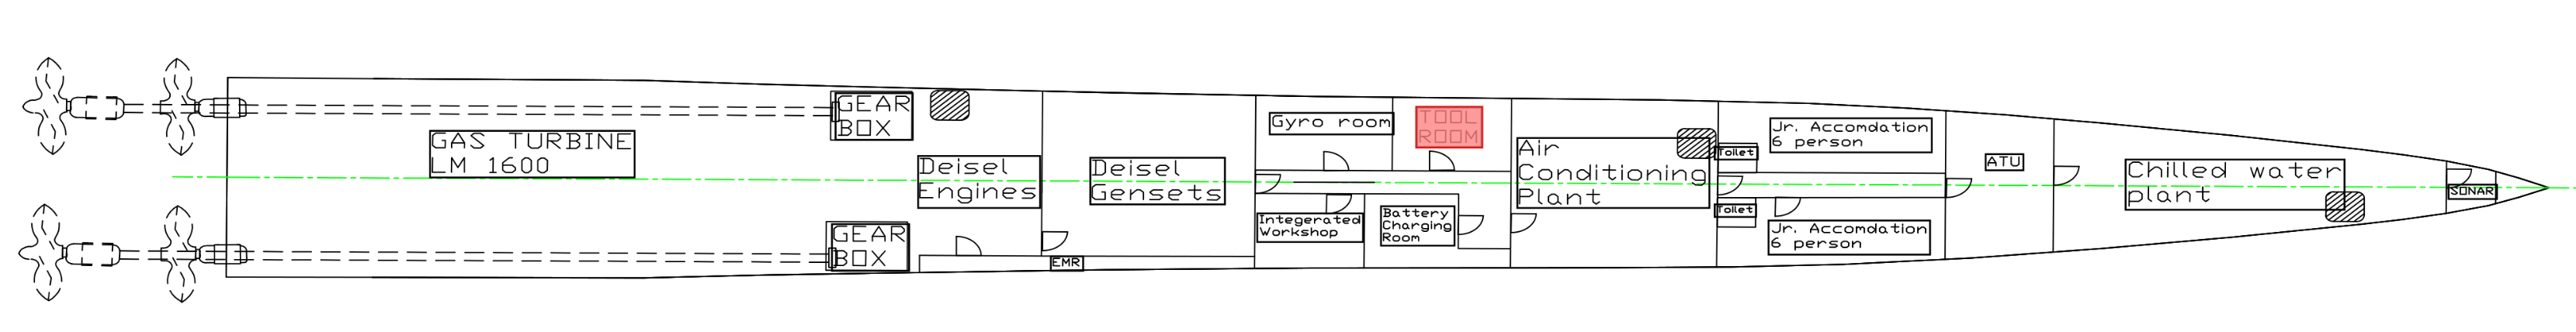 GEAR
BOX
GAS TURBINE
LM 1600
Deisel
Engines
GEAR
BOX
Deisel
Gensets
EMR
Gyro room
TOOL
ROOM
Integerated
Workshop
Battery
Charging
Room
Air
Conditioning
Plant
Toilet
Jr. Accomdation
6 person
Toilet
Jr. Accomdation
6 person
ATU
Chilled water
plant
SONAR